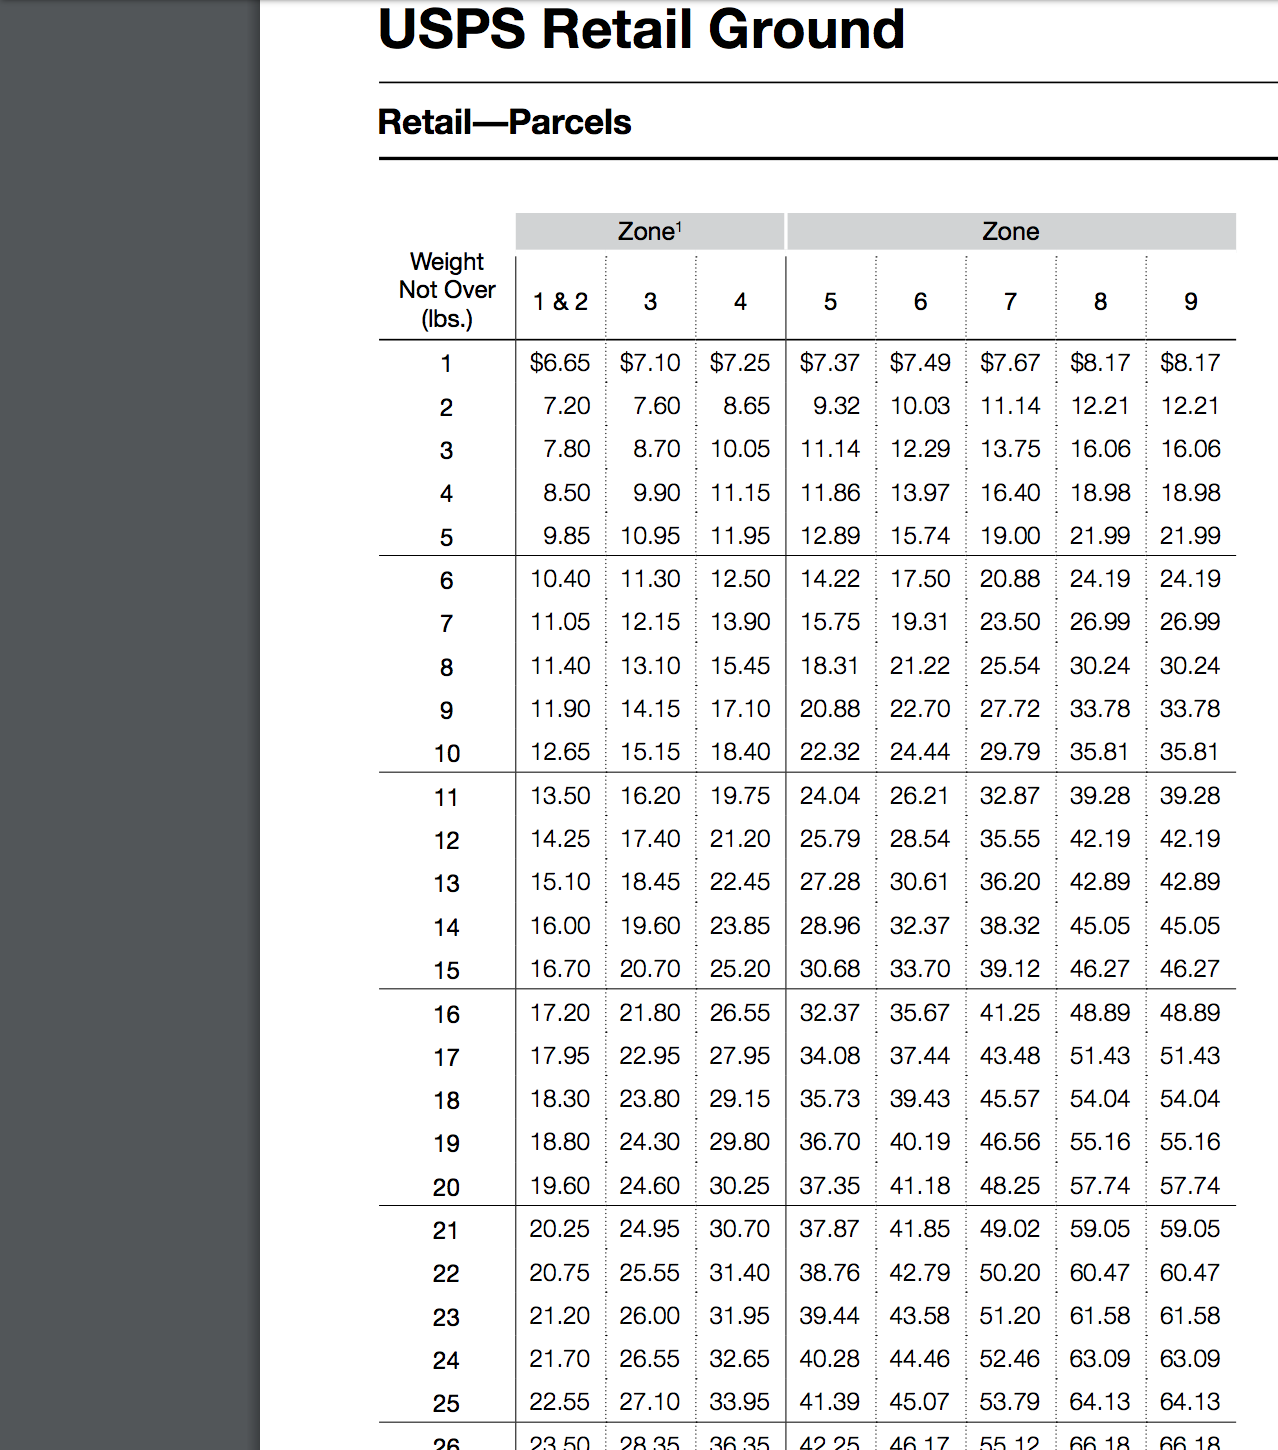 USPS Retail Ground
Retail—Parcels
Zone¹ Zone
Weight
Not Over
(lbs.)
1 & 2 3 4 5 6 7 8 9
1 $6.65 $7.10 $7.25 $7.37 $7.49 $7.67 $8.17 $8.17
2 7.20 7.60 8.65 9.32 10.03 11.14 12.21 12.21
3 7.80 8.70 10.05 11.14 12.29 13.75 16.06 16.06
4 8.50 9.90 11.15 11.86 13.97 16.40 18.98 18.98
5 9.85 10.95 11.95 12.89 15.74 19.00 21.99 21.99
6 10.40 11.30 12.50 14.22 17.50 20.88 24.19 24.19
7 11.05 12.15 13.90 15.75 19.31 23.50 26.99 26.99
8 11.40 13.10 15.45 18.31 21.22 25.54 30.24 30.24
9 11.90 14.15 17.10 20.88 22.70 27.72 33.78 33.78
10 12.65 15.15 18.40 22.32 24.44 29.79 35.81 35.81
11 13.50 16.20 19.75 24.04 26.21 32.87 39.28 39.28
12 14.25 17.40 21.20 25.79 28.54 35.55 42.19 42.19
13 15.10 18.45 22.45 27.28 30.61 36.20 42.89 42.89
14 16.00 19.60 23.85 28.96 32.37 38.32 45.05 45.05
15 16.70 20.70 25.20 30.68 33.70 39.12 46.27 46.27
16 17.20 21.80 26.55 32.37 35.67 41.25 48.89 48.89
17 17.95 22.95 27.95 34.08 37.44 43.48 51.43 51.43
18 18.30 23.80 29.15 35.73 39.43 45.57 54.04 54.04
19 18.80 24.30 29.80 36.70 40.19 46.56 55.16 55.16
20 19.60 24.60 30.25 37.35 41.18 48.25 57.74 57.74
21 20.25 24.95 30.70 37.87 41.85 49.02 59.05 59.05
22 20.75 25.55 31.40 38.76 42.79 50.20 60.47 60.47
23 21.20 26.00 31.95 39.44 43.58 51.20 61.58 61.58
24 21.70 26.55 32.65 40.28 44.46 52.46 63.09 63.09
25 22.55 27.10 33.95 41.39 45.07 53.79 64.13 64.13
26 23.50 28.35 36.35 42.25 46.17 55.12 66.18 66.18